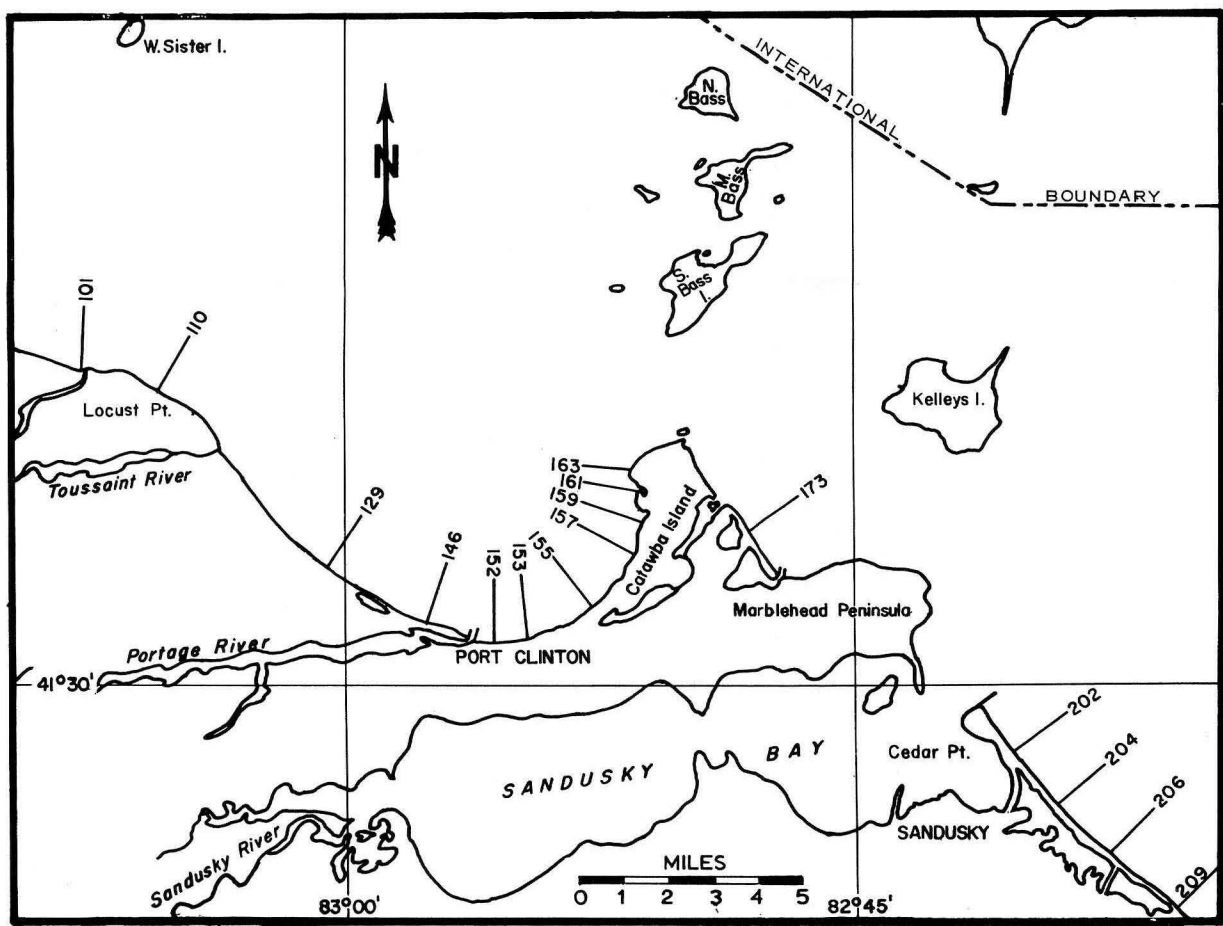 W. Sister I.
INTERNATIONAL
BOUNDARY
N.
Bass
N
M.
Bass
S.
Bass
I.
101
110
Locust Pt.
Kelleys I.
Toussaint River
129
146
152
153
155
157
159
161
163
173
Catawba Island
Marblehead Peninsula
Portage River
PORT CLINTON
41°30'
SANDUSKY BAY
Cedar Pt.
202
204
206
209
SANDUSKY
Sandusky River
MILES
0 1 2 3 4 5
83°00'
82°45'